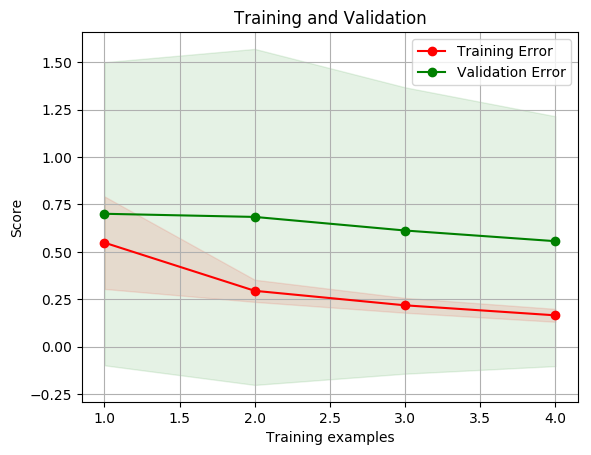 Training and Validation
Training Error
Validation Error
Score
1.50
1.25
1.00
0.75
0.50
0.25
0.00
−0.25
1.0 1.5 2.0 2.5 3.0 3.5 4.0
Training examples